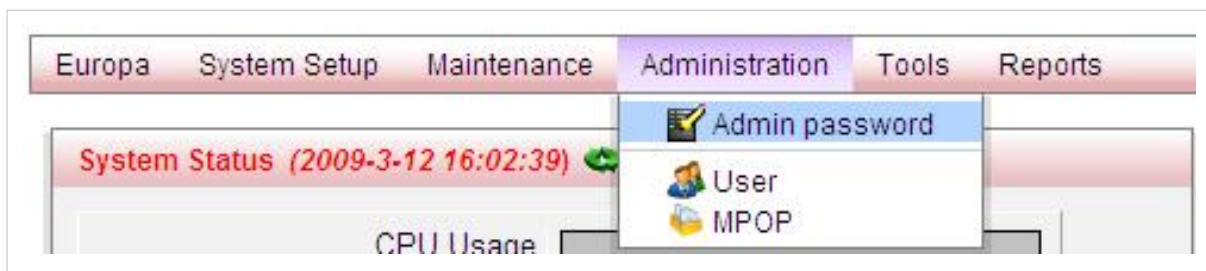 Europa System Setup Maintenance Administration Tools Reports
Admin password
System Status (2009-3-12 16:02:39)
User
MPOP
CPU Usage